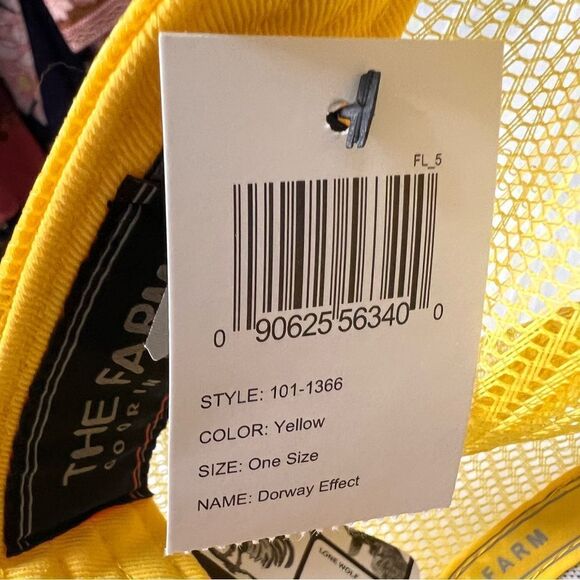 FL_5
0 90625 56340 0
STYLE: 101-1366
COLOR: Yellow
SIZE: One Size
NAME: Dorway Effect
THE FARM
LONE WOLF
FARM